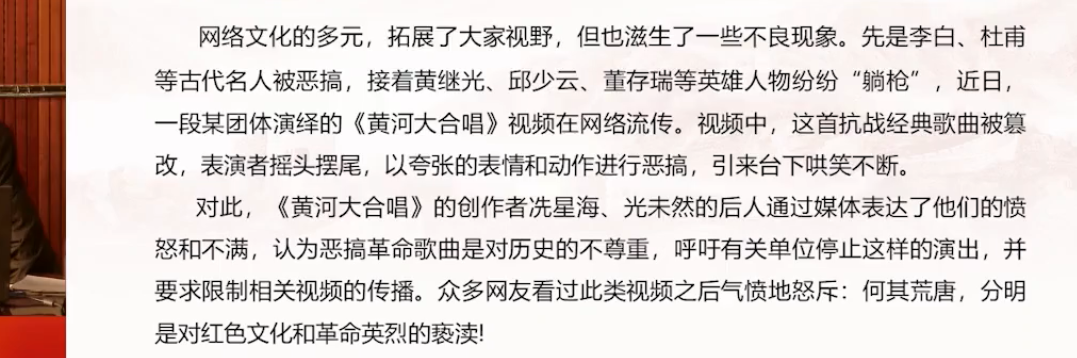 网络文化的多元，拓展了大家视野，但也滋生了一些不良现象。先是李白、杜甫
等古代名人被恶搞，接着黄继光、邱少云、董存瑞等英雄人物纷纷“躺枪”，近日，
一段某团体演绎的《黄河大合唱》视频在网络流传。视频中，这首抗战经典歌曲被篡
改，表演者摇头摆尾，以夸张的表情和动作进行恶搞，引来台下哄笑不断。
对此，《黄河大合唱》的创作者冼星海、光未然的后人通过媒体表达了他们的愤
怒和不满，认为恶搞革命歌曲是对历史的不尊重，呼吁有关单位停止这样的演出，并
要求限制相关视频的传播。众多网友看过此类视频之后气愤地怒斥：何其荒唐，分明
是对红色文化和革命英烈的亵渎!